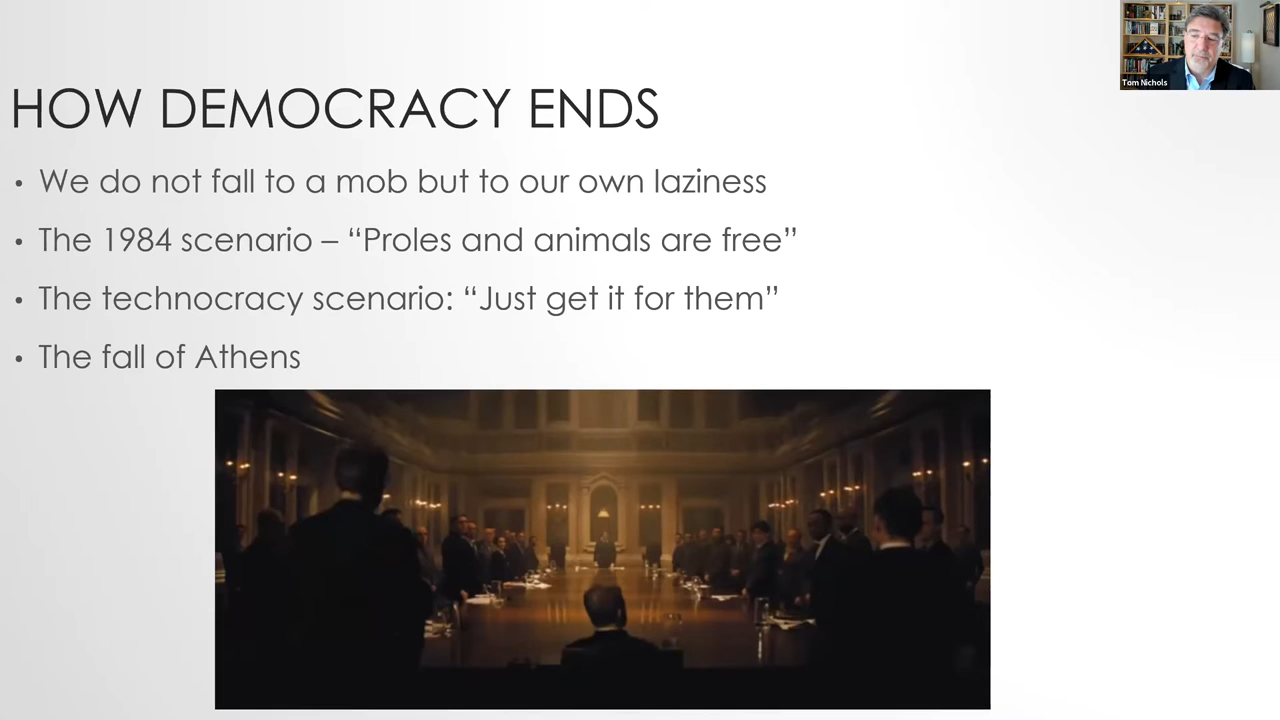 Tom Nichols
HOW DEMOCRACY ENDS
• We do not fall to a mob but to our own laziness
• The 1984 scenario – “Proles and animals are free”
• The technocracy scenario: “Just get it for them”
• The fall of Athens